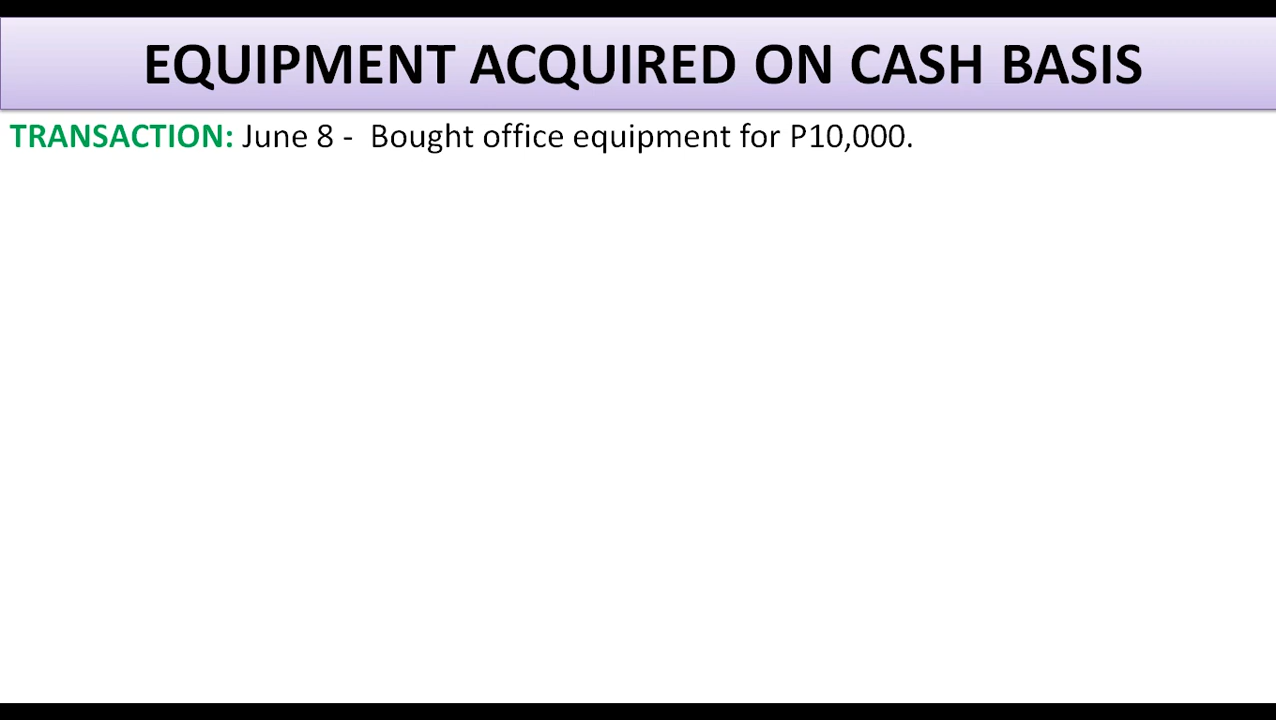 EQUIPMENT ACQUIRED ON CASH BASIS
TRANSACTION: June 8 - Bought office equipment for P10,000.